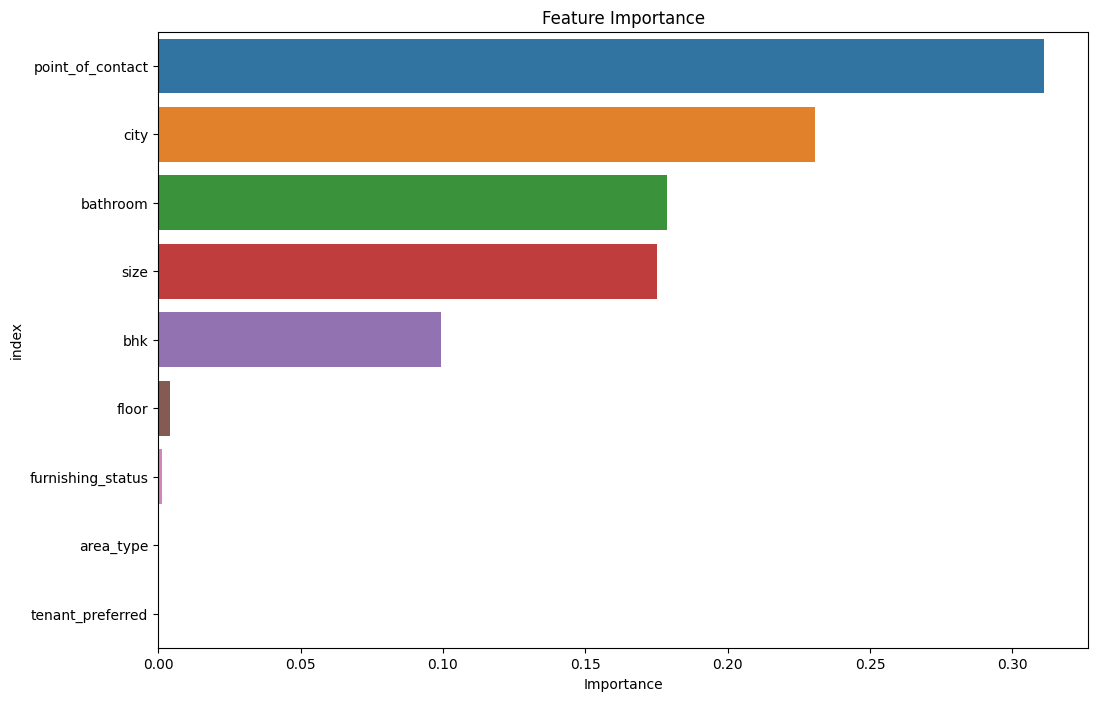 Feature Importance
point_of_contact
city
bathroom
size
bhk
floor
furnishing_status
area_type
tenant_preferred
index
0.00 0.05 0.10 0.15 0.20 0.25 0.30
Importance